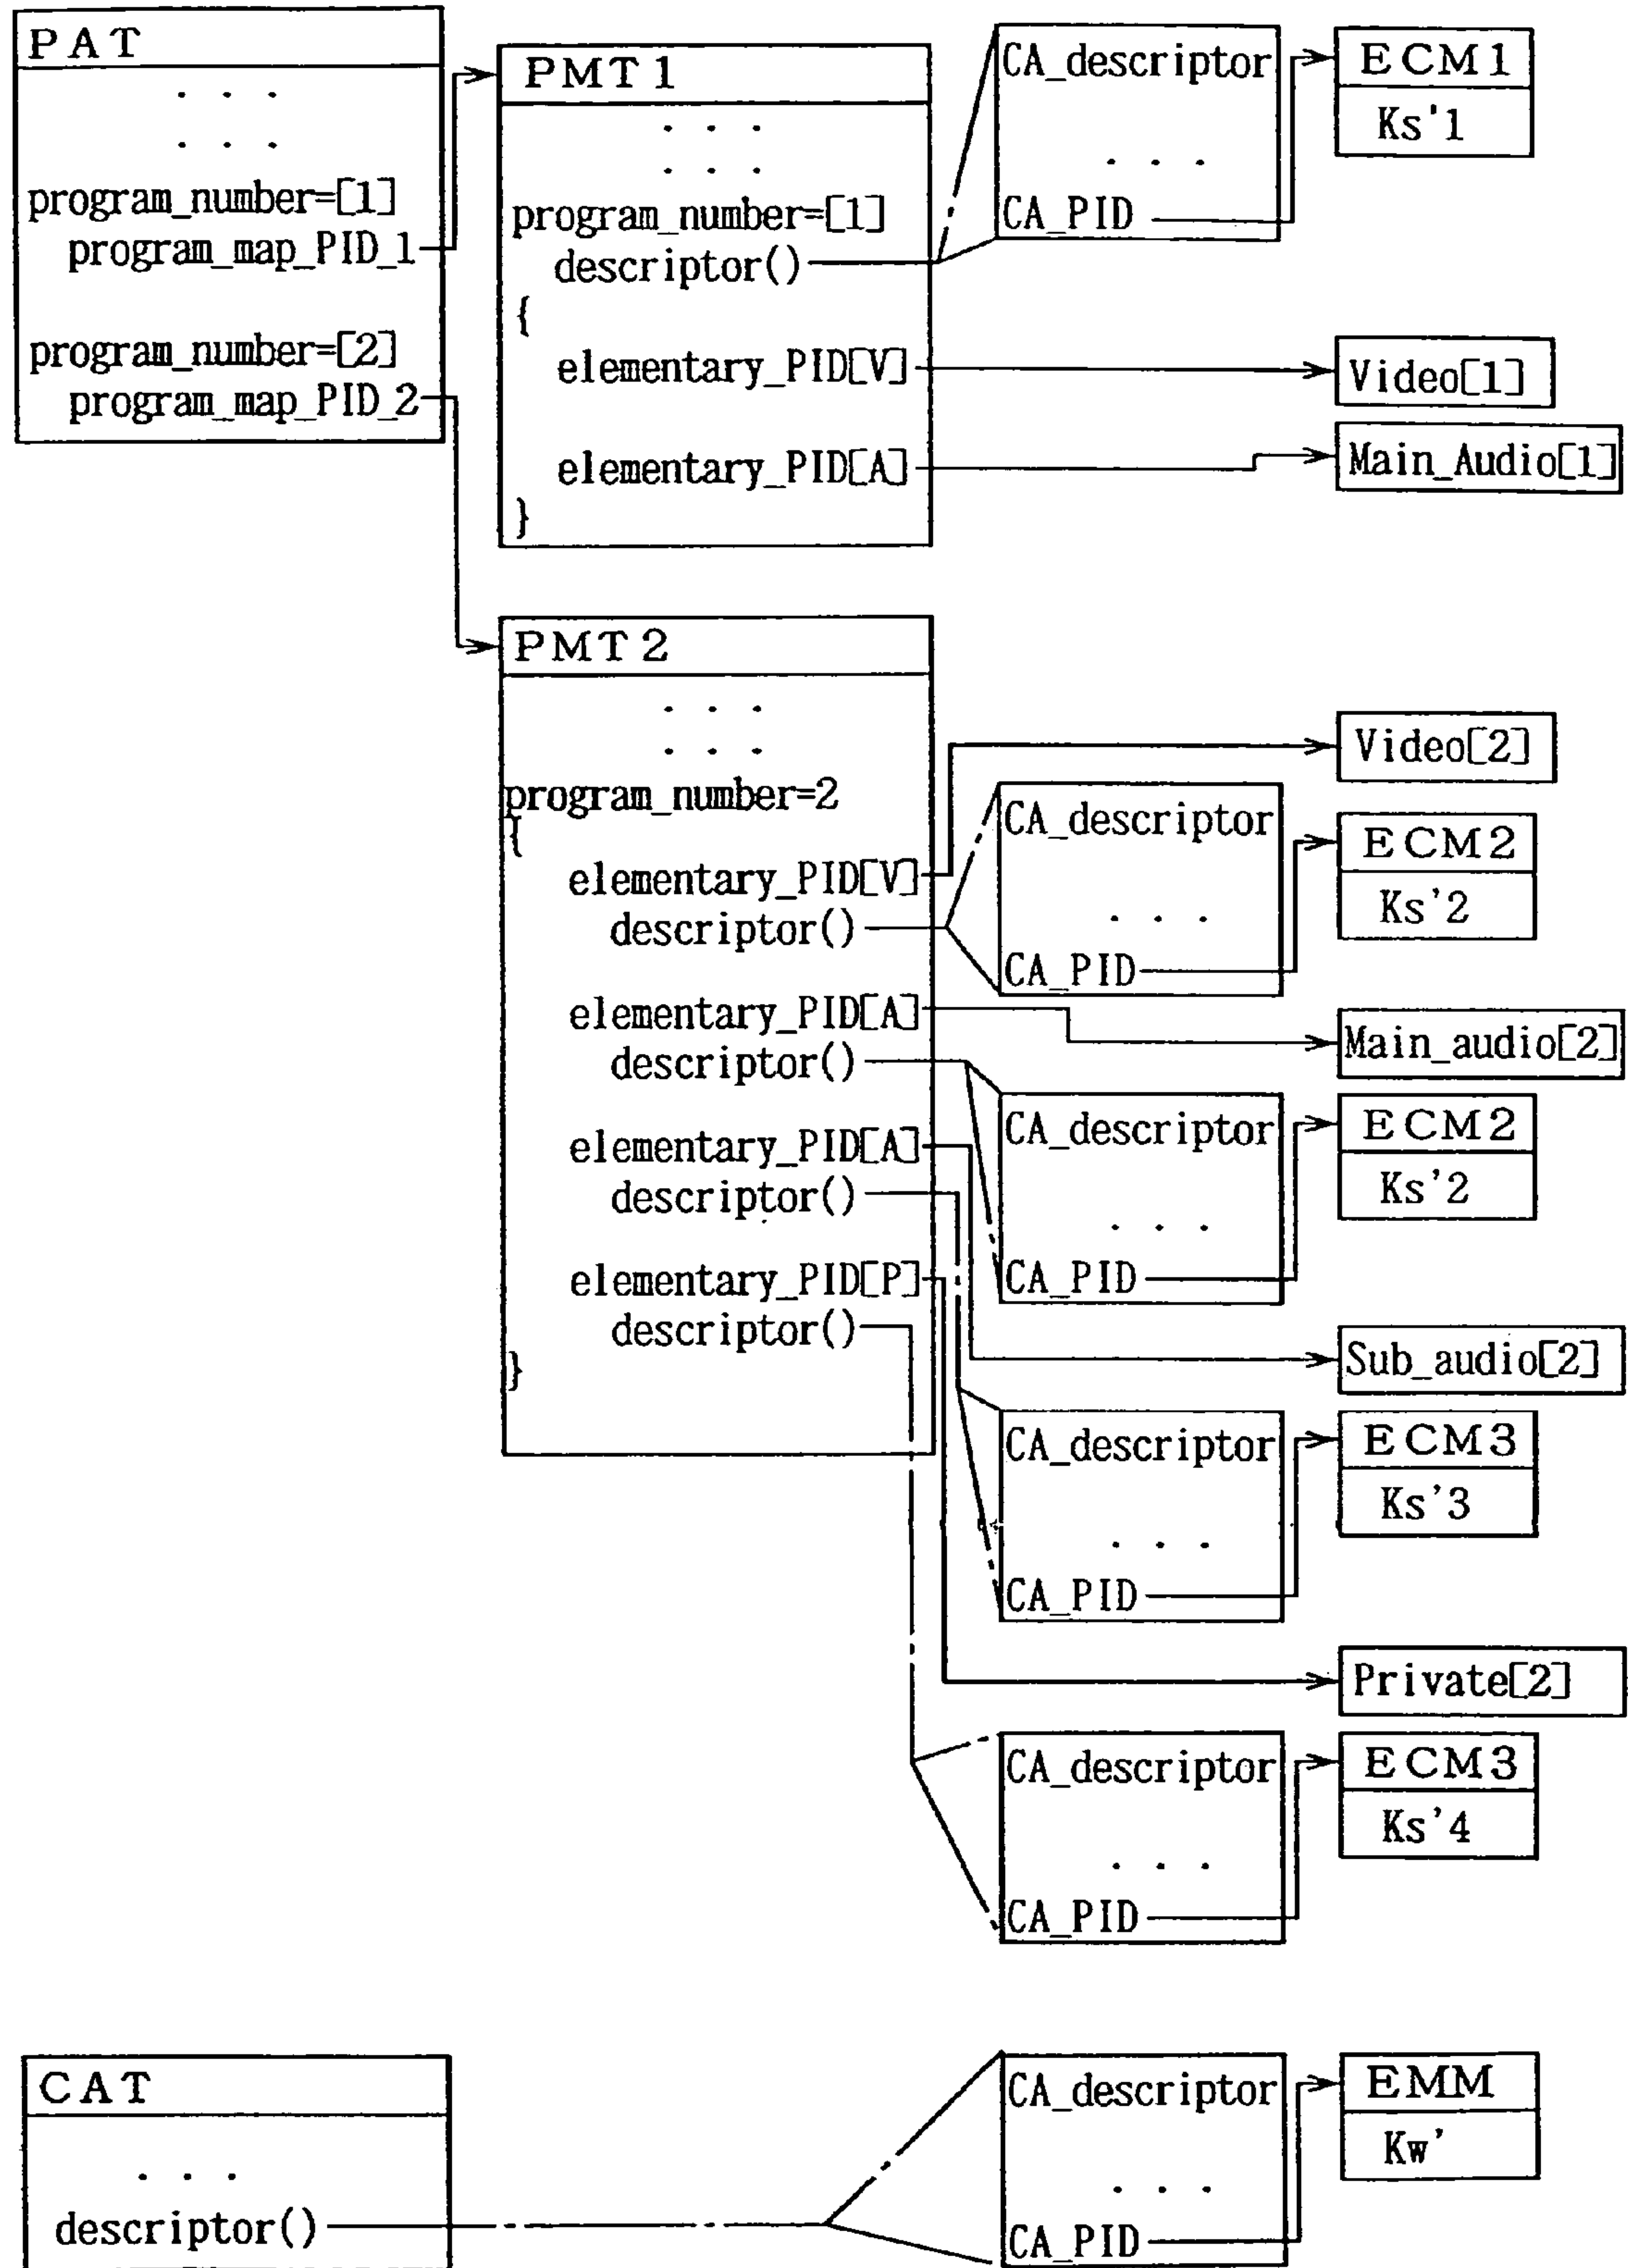 PAT
. . .
. . .
program_number=[1]
program_map_PID_1
program_number=[2]
program_map_PID_2
PMT1
. . .
. . .
program_number=[1]
descriptor()
{
elementary_PID[V]
elementary_PID[A]
}
CA_descriptor
. . .
CA_PID
ECM1
Ks'1
Video[1]
Main_Audio[1]
PMT2
. . .
. . .
program_number=2
{
elementary_PID[V]
descriptor()
elementary_PID[A]
descriptor()
elementary_PID[A]
descriptor()
elementary_PID[P]
descriptor()
}
Video[2]
CA_descriptor
. . .
CA_PID
ECM2
Ks'2
Main_audio[2]
CA_descriptor
. . .
CA_PID
ECM2
Ks'2
Sub_audio[2]
CA_descriptor
. . .
CA_PID
ECM3
Ks'3
Private[2]
CA_descriptor
. . .
CA_PID
ECM3
Ks'4
CAT
. . .
descriptor()
CA_descriptor
. . .
CA_PID
EMM
Kw'